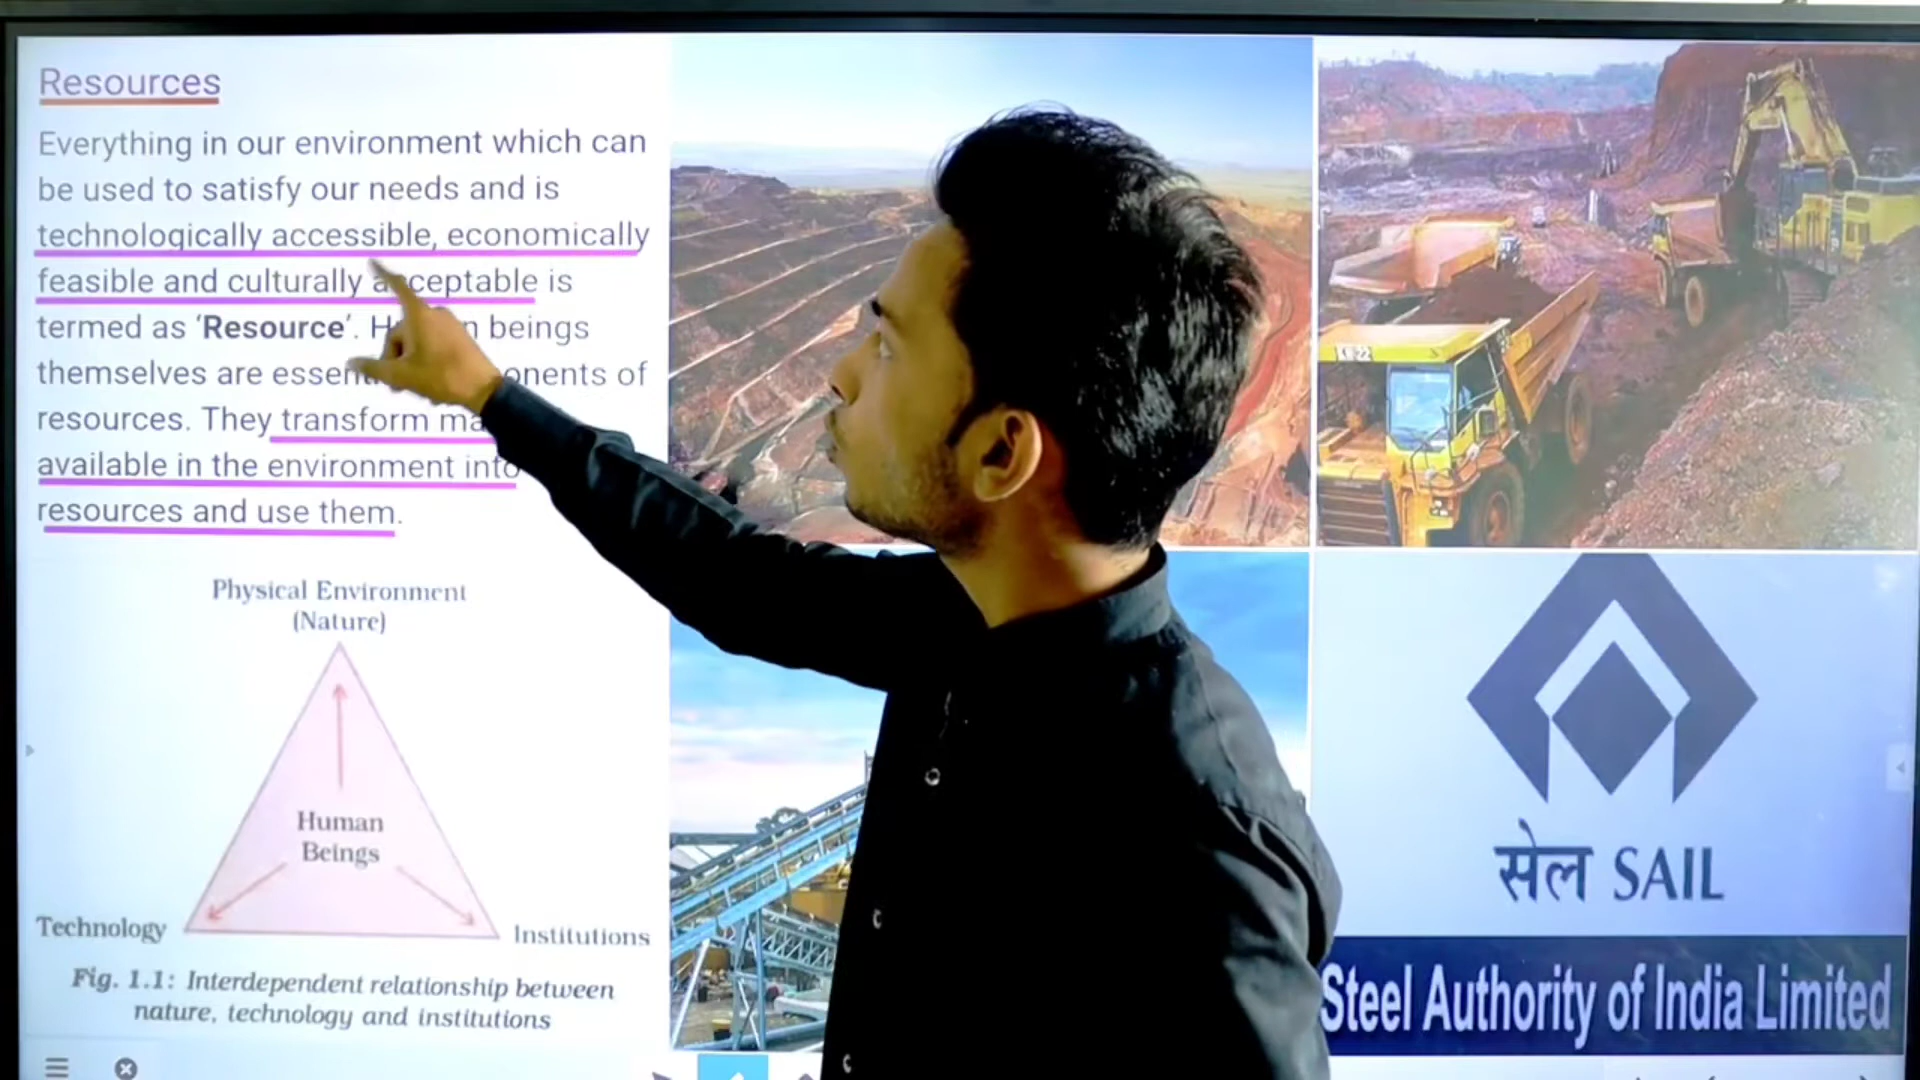 Resources
Everything in our environment which can
be used to satisfy our needs and is
technologically accessible, economically
feasible and culturally acceptable is
termed as ‘Resource’. beings
themselves are of
resources. They transform
available in the environment into
resources and use them.
Physical Environment
(Nature)
Human
Beings
Technology
Institutions
Fig. 1.1: Interdependent relationship between
nature, technology and institutions
सेल SAIL
Steel Authority of India Limited